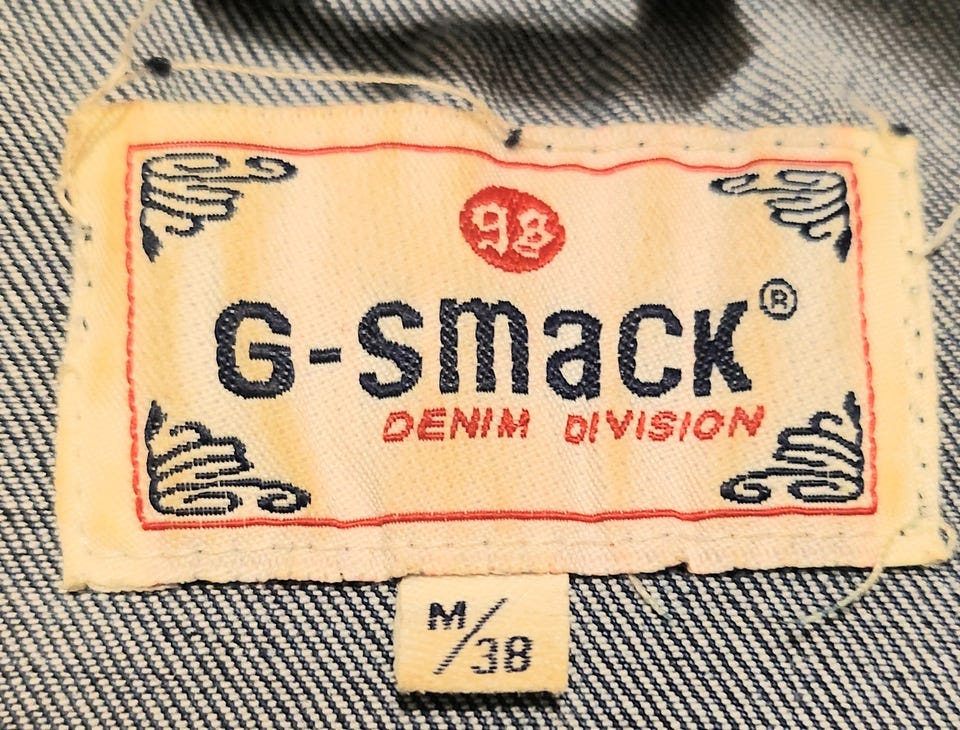 98
G-SMACK®
DENIM DIVISION
M/38